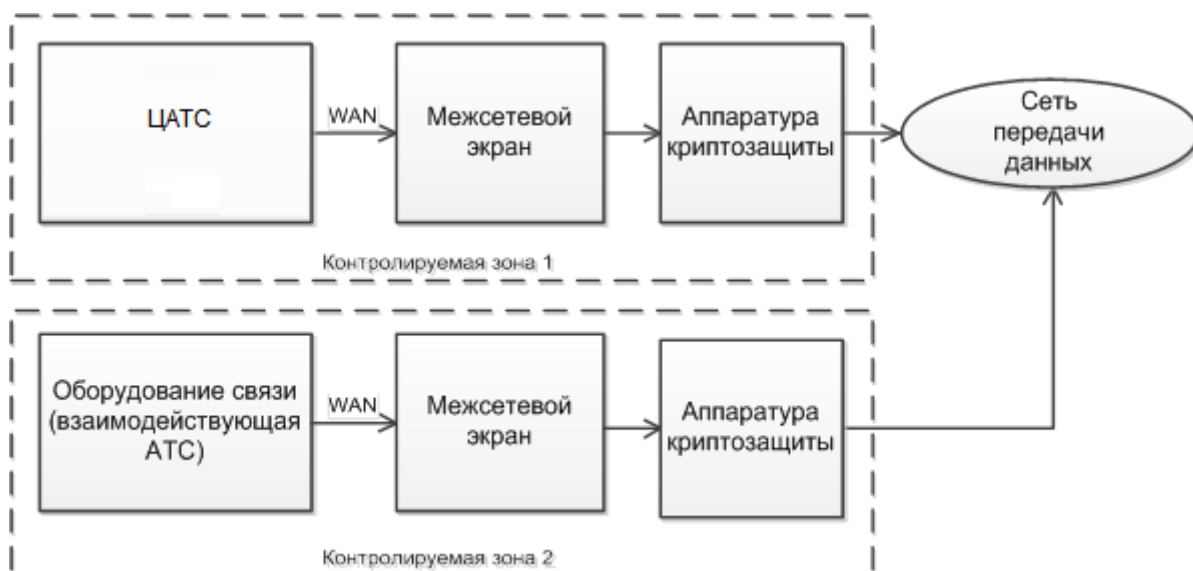 ЦАТС
WAN
Межсетевой
экран
Аппаратура
криптозащиты
Сеть
передачи
данных
Контролируемая зона 1
Оборудование связи
(взаимодействующая
АТС)
WAN
Межсетевой
экран
Аппаратура
криптозащиты
Контролируемая зона 2